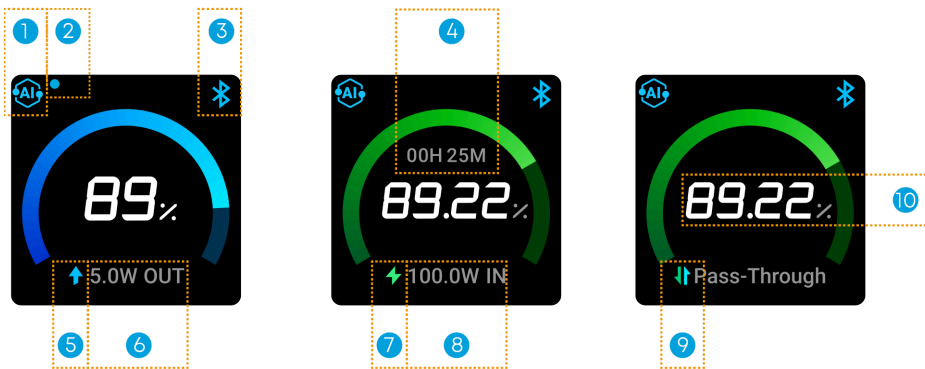 1 2 3 4
AI AI AI
00H 25M
89% 89.22% 89.22% 10
5.0W OUT 100.0W IN Pass-Through
5 6 7 8 9